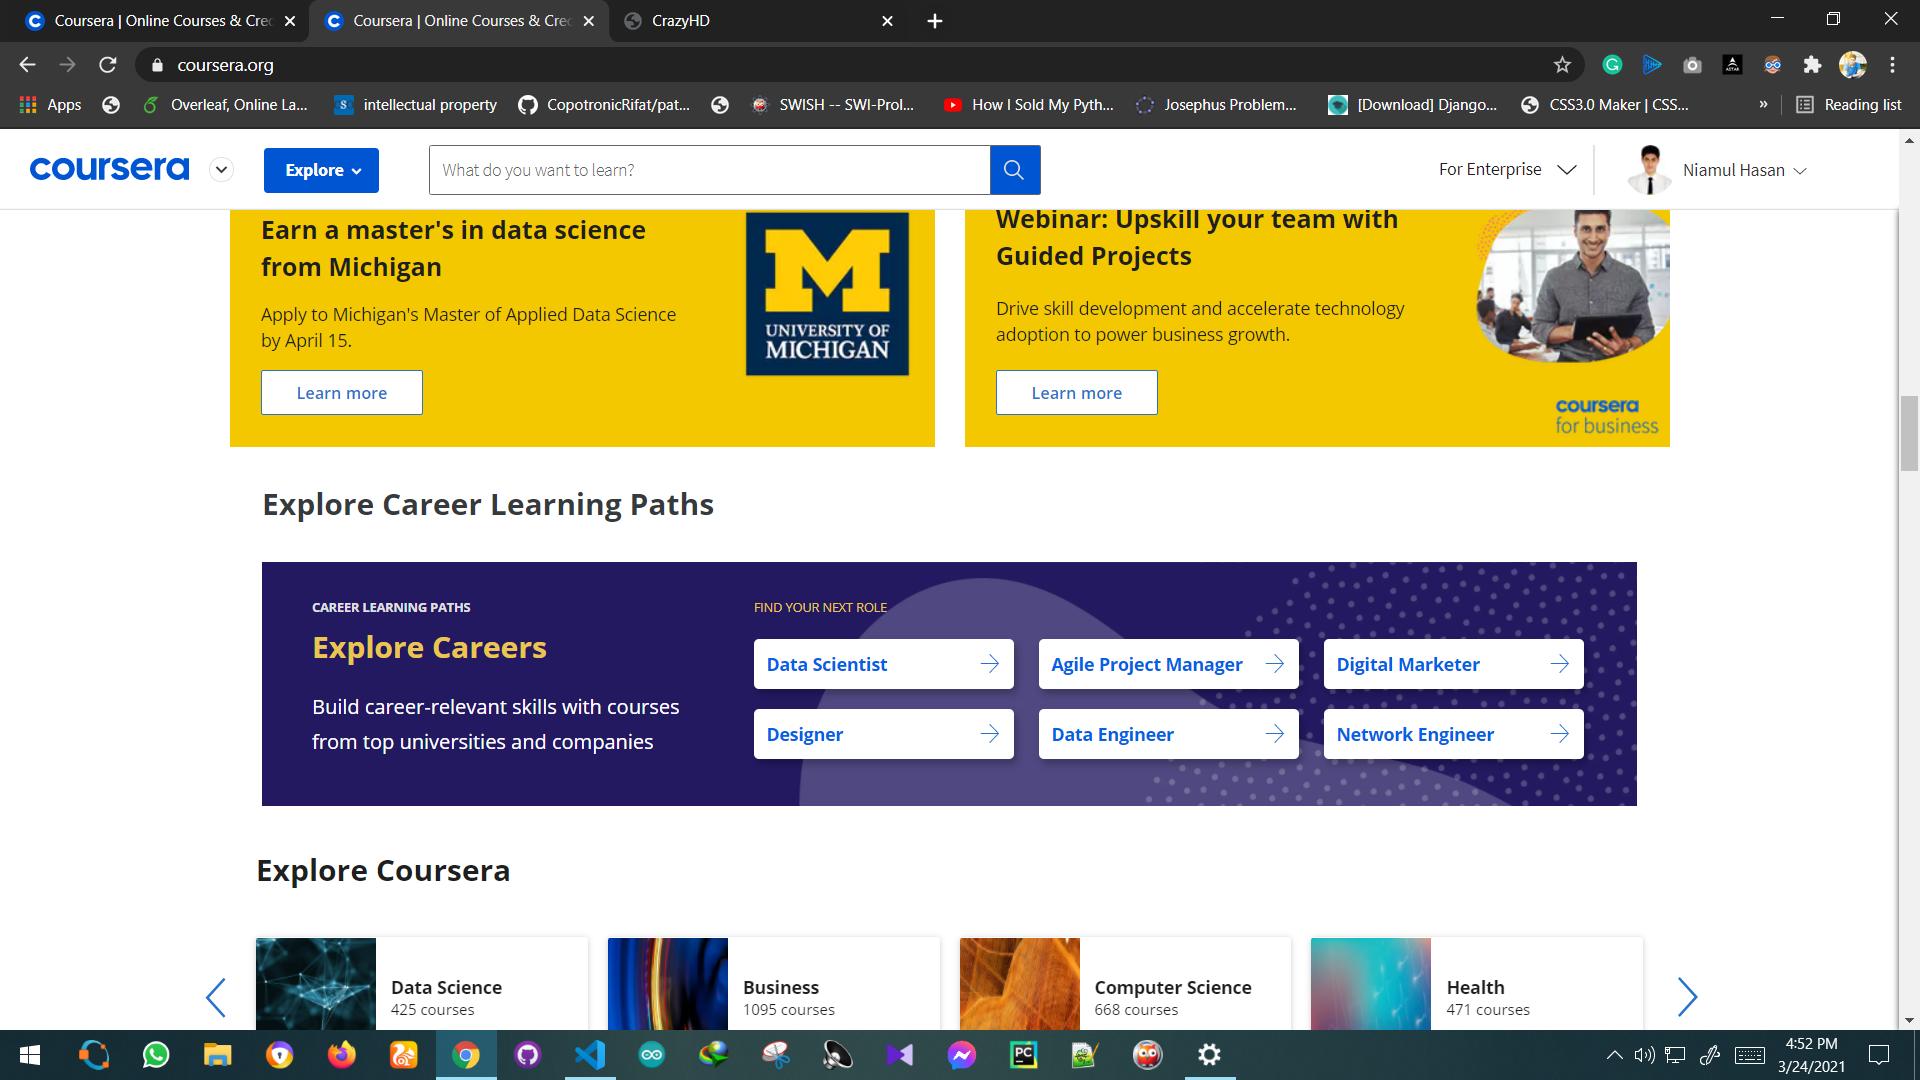 Coursera | Online Courses & Cred
Coursera | Online Courses & Cred
CrazyHD
coursera.org
Apps
Overleaf, Online La...
intellectual property
CopotronicRifat/pat...
SWISH -- SWI-Prol...
How I Sold My Pyth...
Josephus Problem...
[Download] Django...
CSS3.0 Maker | CSS...
»
Reading list
coursera
Explore
What do you want to learn?
For Enterprise
Niamul Hasan
Earn a master's in data science
from Michigan
Apply to Michigan's Master of Applied Data Science
by April 15.
Learn more
M
UNIVERSITY OF
MICHIGAN
Webinar: Upskill your team with
Guided Projects
Drive skill development and accelerate technology
adoption to power business growth.
Learn more
coursera
for business
Explore Career Learning Paths
CAREER LEARNING PATHS
Explore Careers
Build career-relevant skills with courses
from top universities and companies
FIND YOUR NEXT ROLE
Data Scientist
Agile Project Manager
Digital Marketer
Designer
Data Engineer
Network Engineer
Explore Coursera
Data Science
425 courses
Business
1095 courses
Computer Science
668 courses
Health
471 courses
PC
4:52 PM
3/24/2021